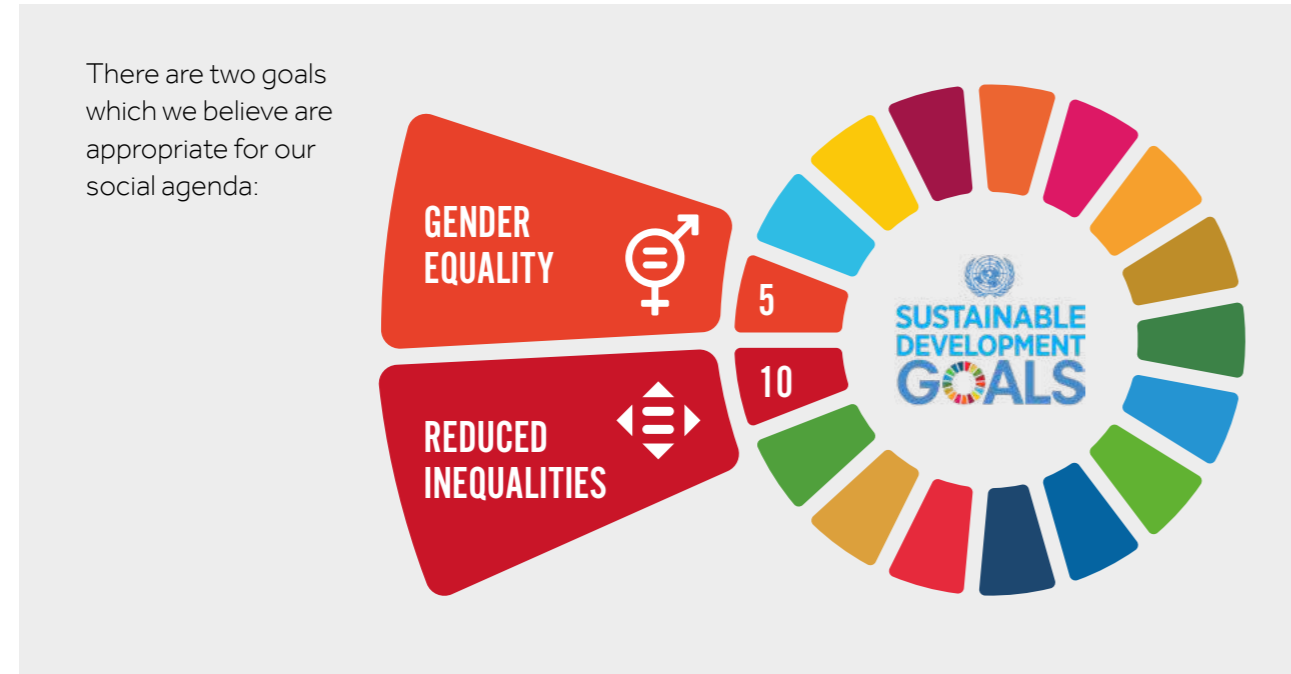 There are two goals
which we believe are
appropriate for our
social agenda:
GENDER
EQUALITY
5
REDUCED
INEQUALITIES
10
SUSTAINABLE
DEVELOPMENT
GOALS